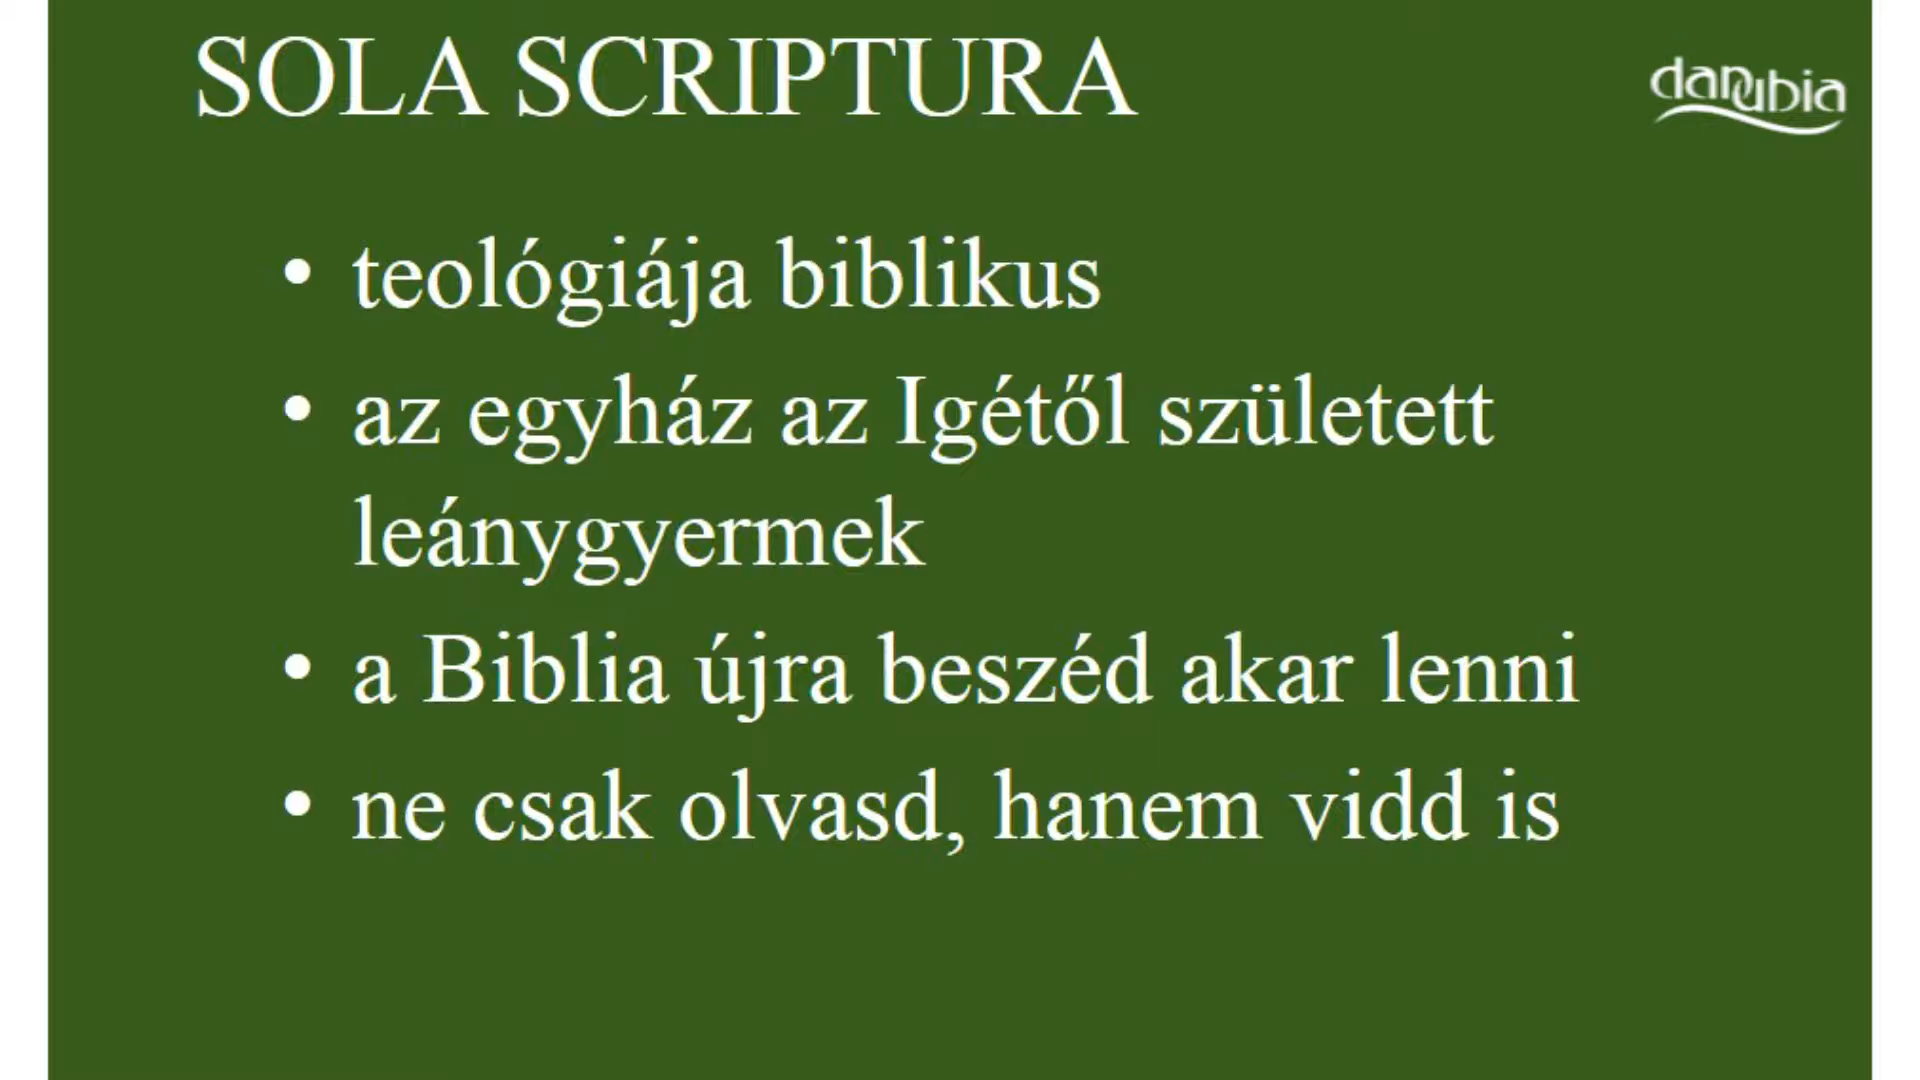 SOLA SCRIPTURA
danubia
• teológiája biblikus
• az egyház az Igétől született
leánygyermek
• a Biblia újra beszéd akar lenni
• ne csak olvasd, hanem vidd is